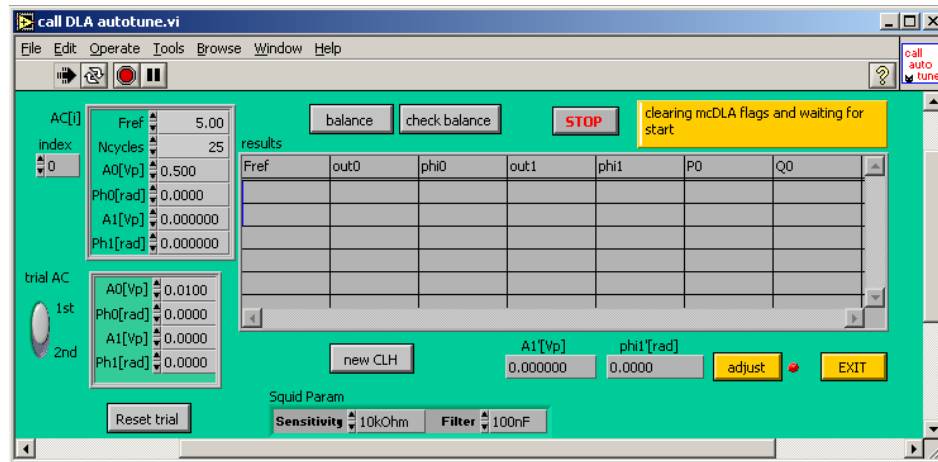 call DLA autotune.vi
File Edit Operate Tools Browse Window Help
call
auto
tune
AC[i]
index
0
Fref 5.00
Ncycles 25
A0[Vp] 0.500
Ph0[rad] 0.0000
A1[Vp] 0.000000
Ph1[rad] 0.000000
balance check balance STOP
clearing mcDLA flags and waiting for
start
results
Fref out0 phi0 out1 phi1 P0 Q0
trial AC
1st
2nd
A0[Vp] 0.0100
Ph0[rad] 0.0000
A1[Vp] 0.0000
Ph1[rad] 0.0000
new CLH
A1'[Vp] phi1'[rad]
0.000000 0.0000 adjust EXIT
Reset trial
Squid Param
Sensitivity 10kOhm Filter 100nF